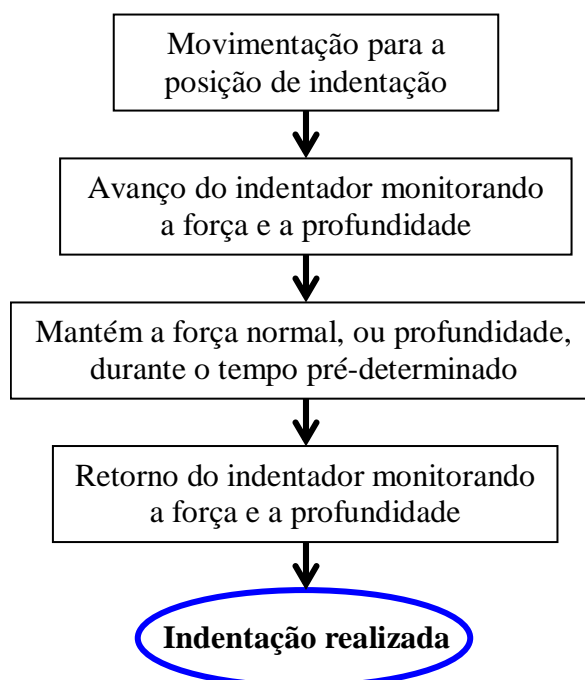 Movimentação para a
posição de indentação
Avanço do indentador monitorando
a força e a profundidade
Mantém a força normal, ou profundidade,
durante o tempo pré-determinado
Retorno do indentador monitorando
a força e a profundidade
Indentação realizada